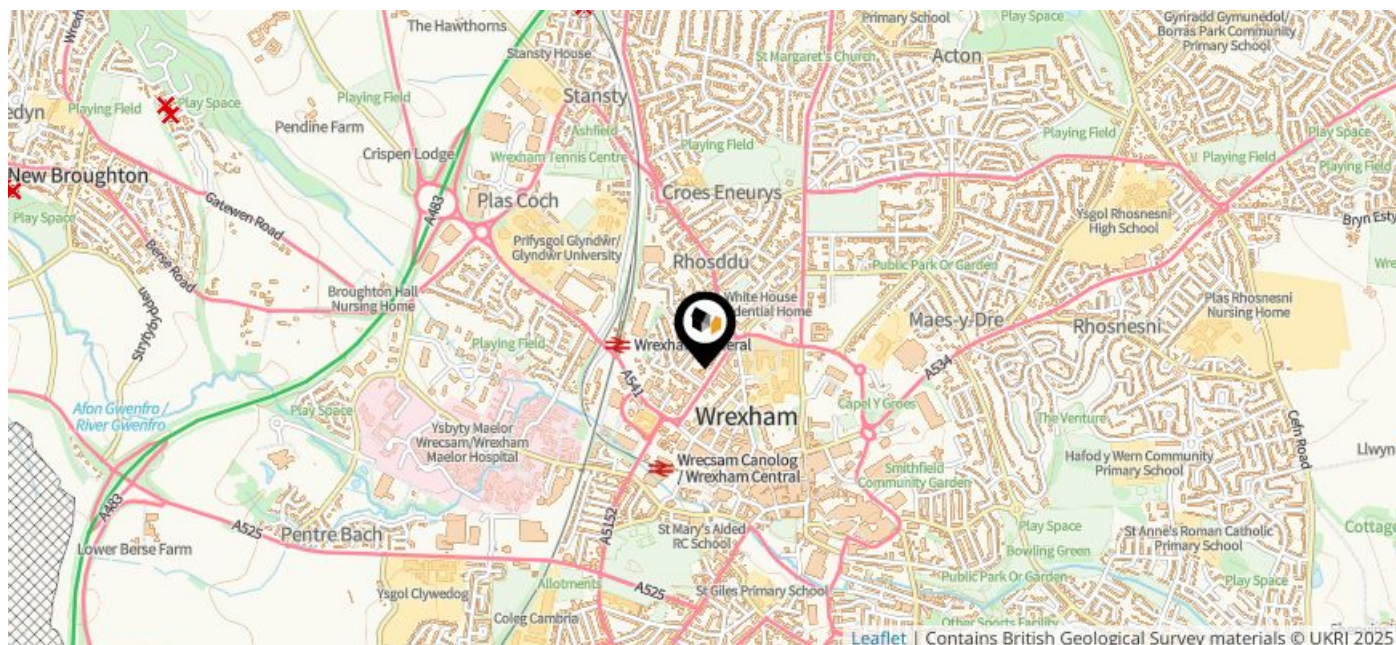 The Hawthorns
Primary School
Play Space
Gynradd Gymunedol/
Borras Park Community
Primary School
Wrexh
Stansty House
St Margaret's Church
Acton
Stansty
Playing Field
Play Space
Playing Field
edyn
Pendine Farm
Ashfield
Playing Field
Playing Field
Play Space
Crispen Lodge
Wrexham Tennis Centre
Playing Field
Playing Field
New Broughton
Croes Eneurys
A483
Plas Coch
Play Space
Gatewen Road
Ysgol Rhosnesni
High School
Bryn Esty
Prifysgol Glyndwr/
Glyndwr University
Berse Road
Rhosddu
Public Park Or Garden
Broughton Hall
Nursing Home
White House
dential Home
Plas Rhosnesni
Nursing Home
Maes-y-Dre
Rhosnesni
Playing Field
Wrexha
eral
A534
A541
Play Space
Wrexham
Capel Y Groes
The Venture
Cefn Road
Afon Gwenfro /
River Gwenfro
Ysbyty Maelor
Wrecsam/Wrexham
Maelor Hospital
Wrecsam Canolog
/ Wrexham Central
Smithfield
Community Garden
Hafod y Wern Community
Primary School
Llwyn
A483
A525
Pentre Bach
A5152
St Mary's Aided
RC School
Play Space
St Anne's Roman Catholic
Primary School
Cottag
Lower Berse Farm
Bowling Green
Allotments
A525
Public Park Or Garden
Play Space
Ysgol Clywedog
St Giles Primary School
Coleg Cambria
Other Sports Facility
Leaflet | Contains British Geological Survey materials © UKRI 2025